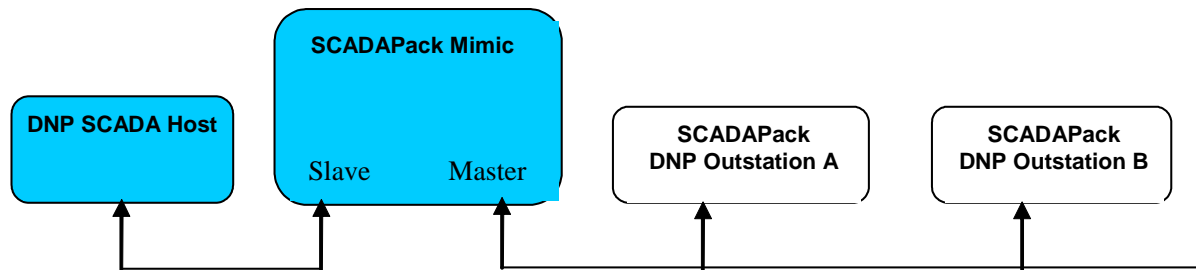 SCADAPack Mimic
DNP SCADA Host
Slave
Master
SCADAPack
DNP Outstation A
SCADAPack
DNP Outstation B